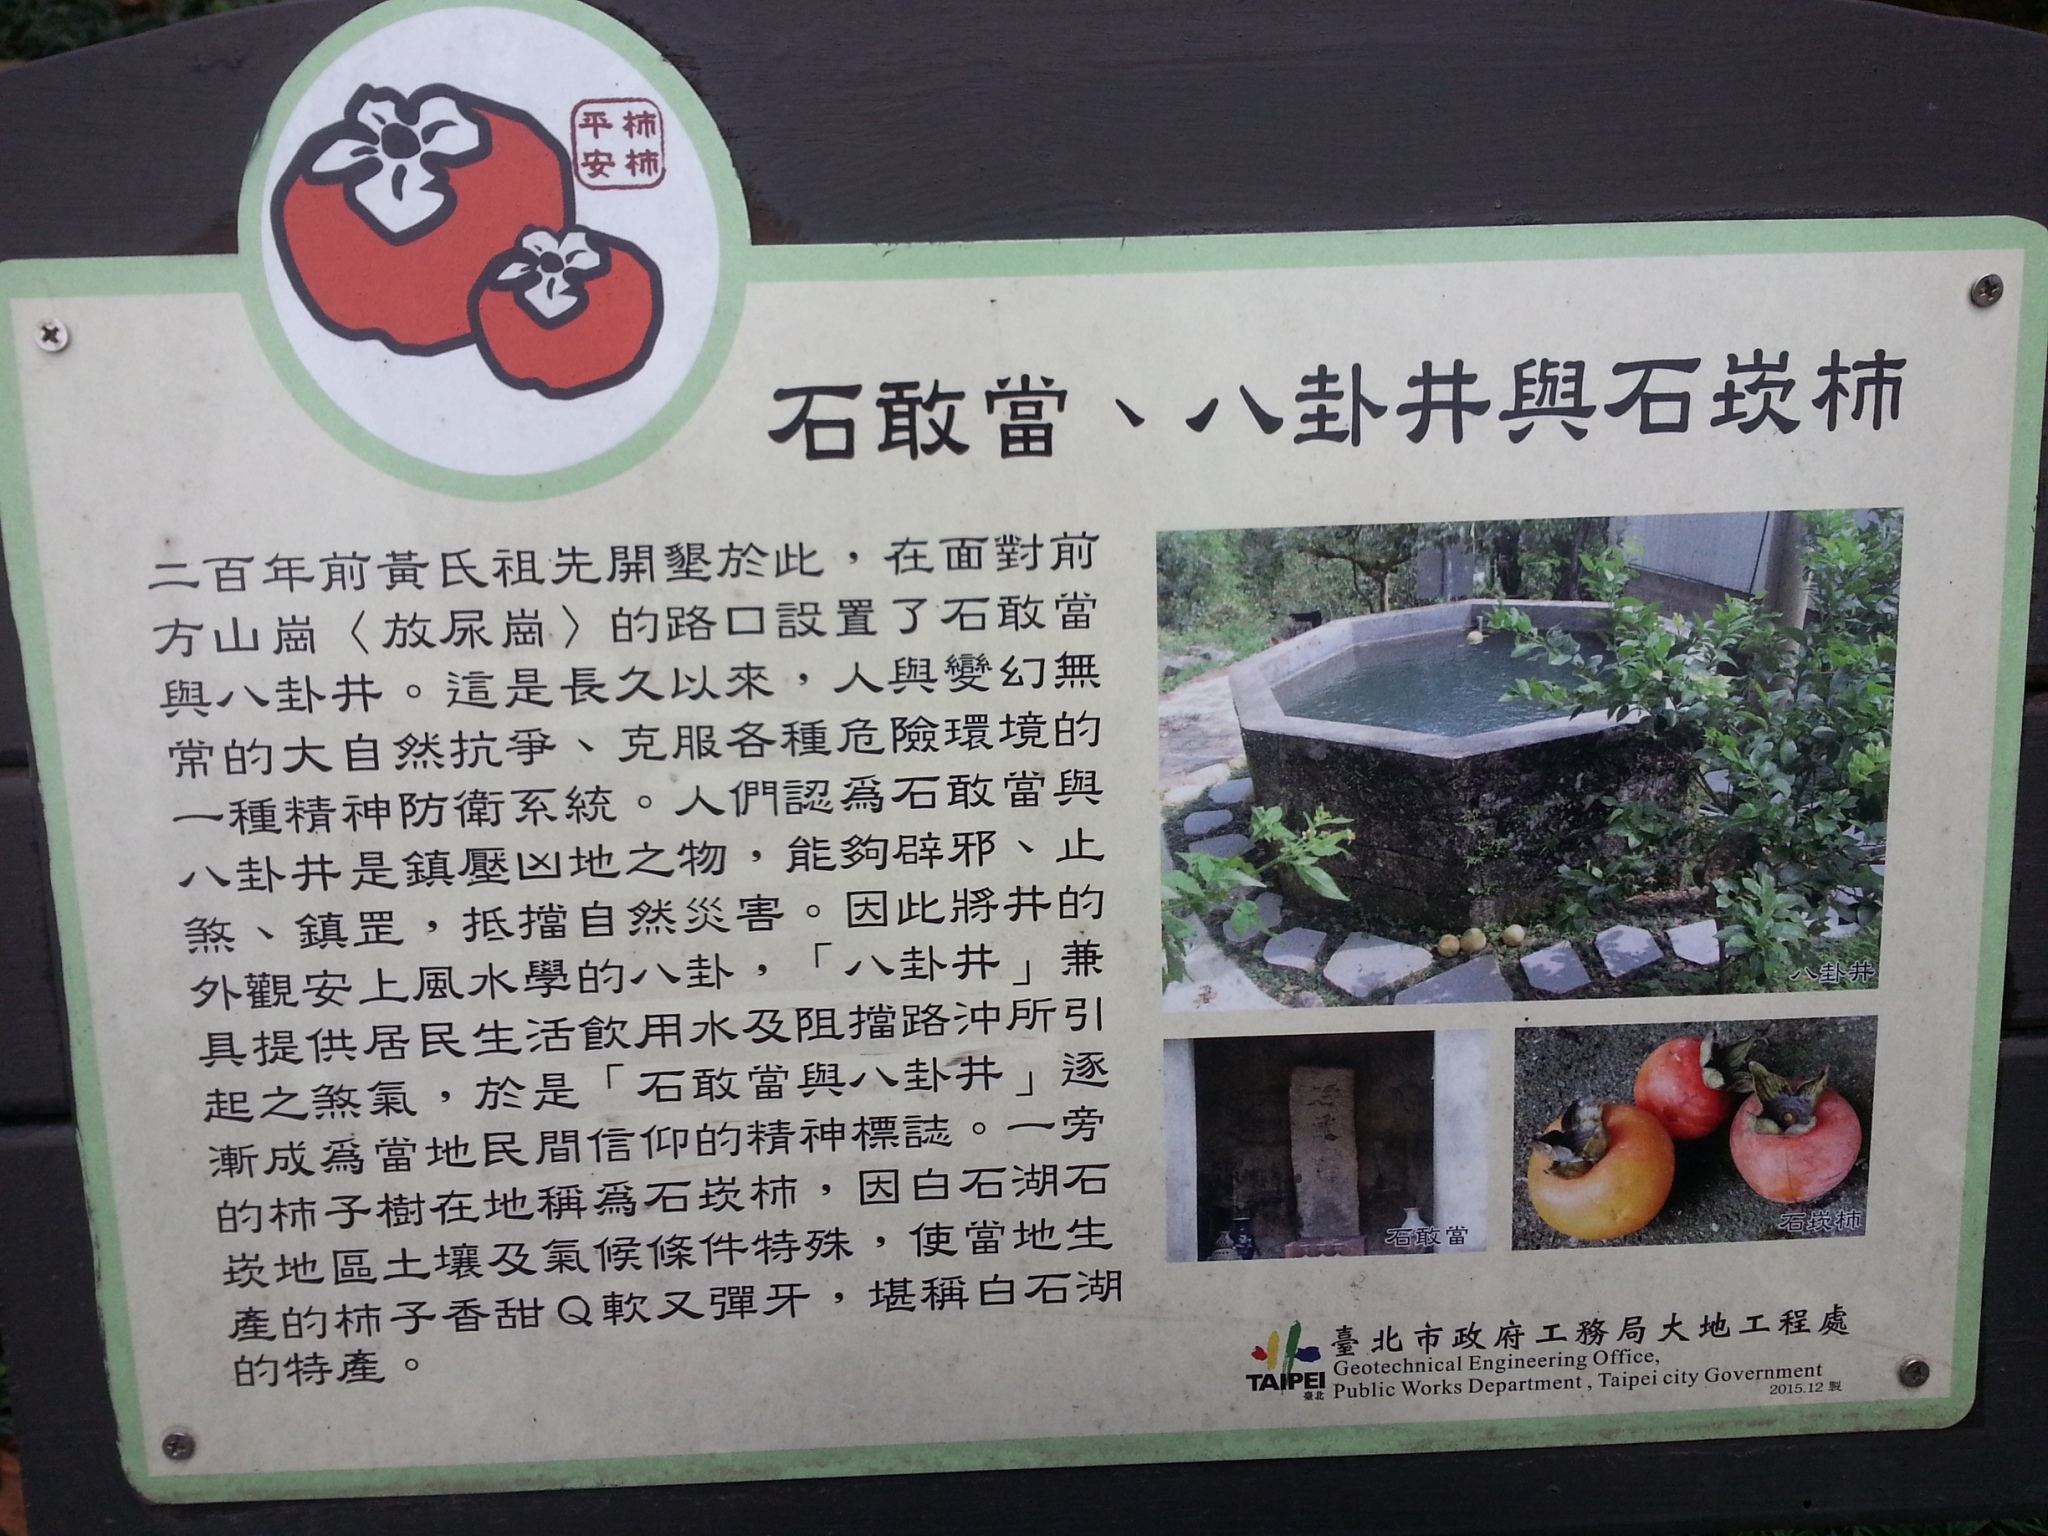 柿柿
平安
石敢當、八卦井與石崁柿
二百年前黃氏祖先開墾於此，在面對前
方山崗〈放尿崗〉的路口設置了石敢當
與八卦井。這是長久以來，人與變幻無
常的大自然抗爭、克服各種危險環境的
一種精神防衛系統。人們認為石敢當與
八卦井是鎮壓凶地之物，能夠辟邪、止
煞、鎮罡，抵擋自然災害。因此將井的
外觀安上風水學的八卦，「八卦井」兼
具提供居民生活飲用水及阻擋路沖所引
起之煞氣，於是「石敢當與八卦井」逐
漸成為當地民間信仰的精神標誌。一旁
的柿子樹在地稱為石崁柿，因白石湖石
崁地區土壤及氣候條件特殊，使當地生
產的柿子香甜Q軟又彈牙，堪稱白石湖
的特產。
八卦井
石敢當
石敢當
石崁柿
TAIPEI
臺北
臺北市政府工務局大地工程處
Geotechnical Engineering Office,
Public Works Department , Taipei city Government
2015.12 製